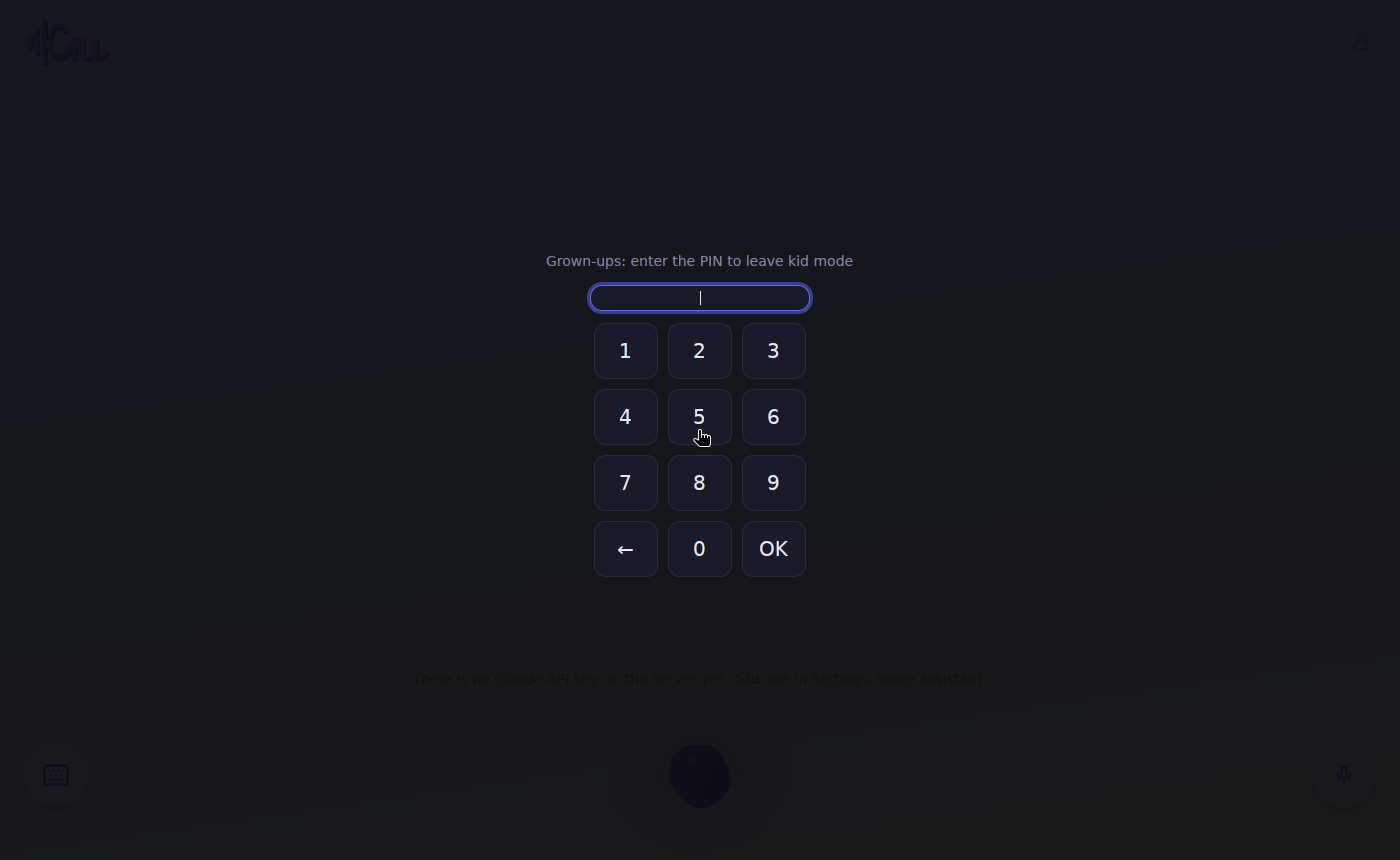 Cru
Grown-ups: enter the PIN to leave kid mode
1 2 3
4 5 6
7 8 9
← 0 OK
There is no Claude API key on the server yet. Add one in Settings, Voice assistant.